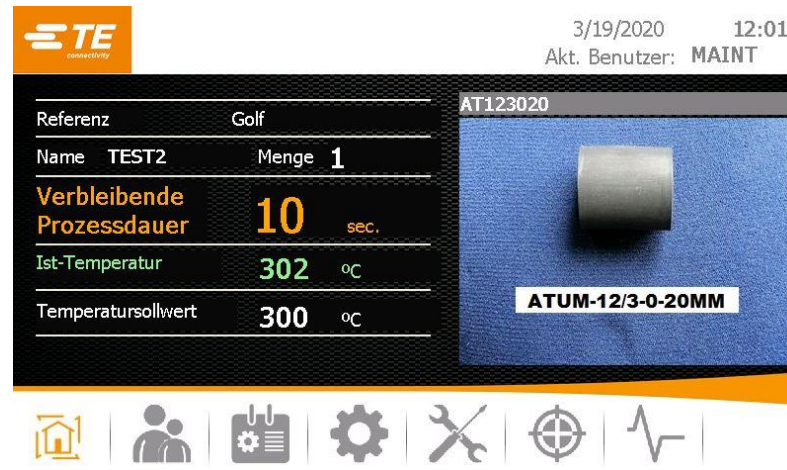 TE
connectivity
3/19/2020 12:01
Akt. Benutzer: MAINT
Referenz Golf
Name TEST2 Menge 1
Verbleibende
Prozessdauer 10 sec.
Ist-Temperatur 302 ºC
Temperatursollwert 300 ºC
AT123020
ATUM-12/3-0-20MM